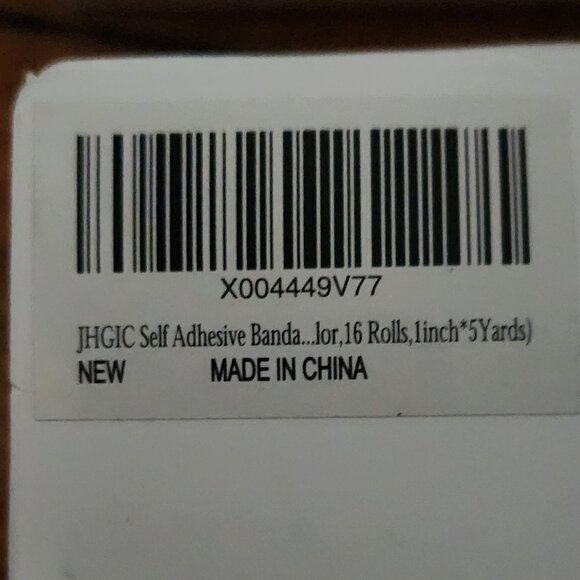 X004449V77
JHGIC Self Adhesive Banda...lor,16 Rolls,1inch*5Yards)
NEW MADE IN CHINA